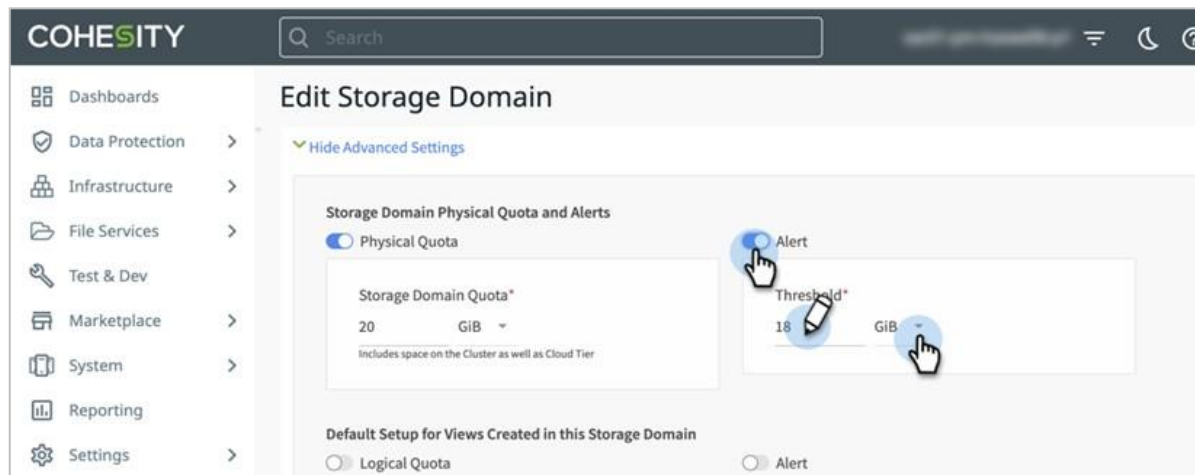 COHESITY
Search
Dashboards
Data Protection
Infrastructure
File Services
Test & Dev
Marketplace
System
Reporting
Settings
Edit Storage Domain
Hide Advanced Settings
Storage Domain Physical Quota and Alerts
Physical Quota
Alert
Storage Domain Quota*
20 GiB
Includes space on the Cluster as well as Cloud Tier
Threshold*
18 GiB
Default Setup for Views Created in this Storage Domain
Logical Quota
Alert